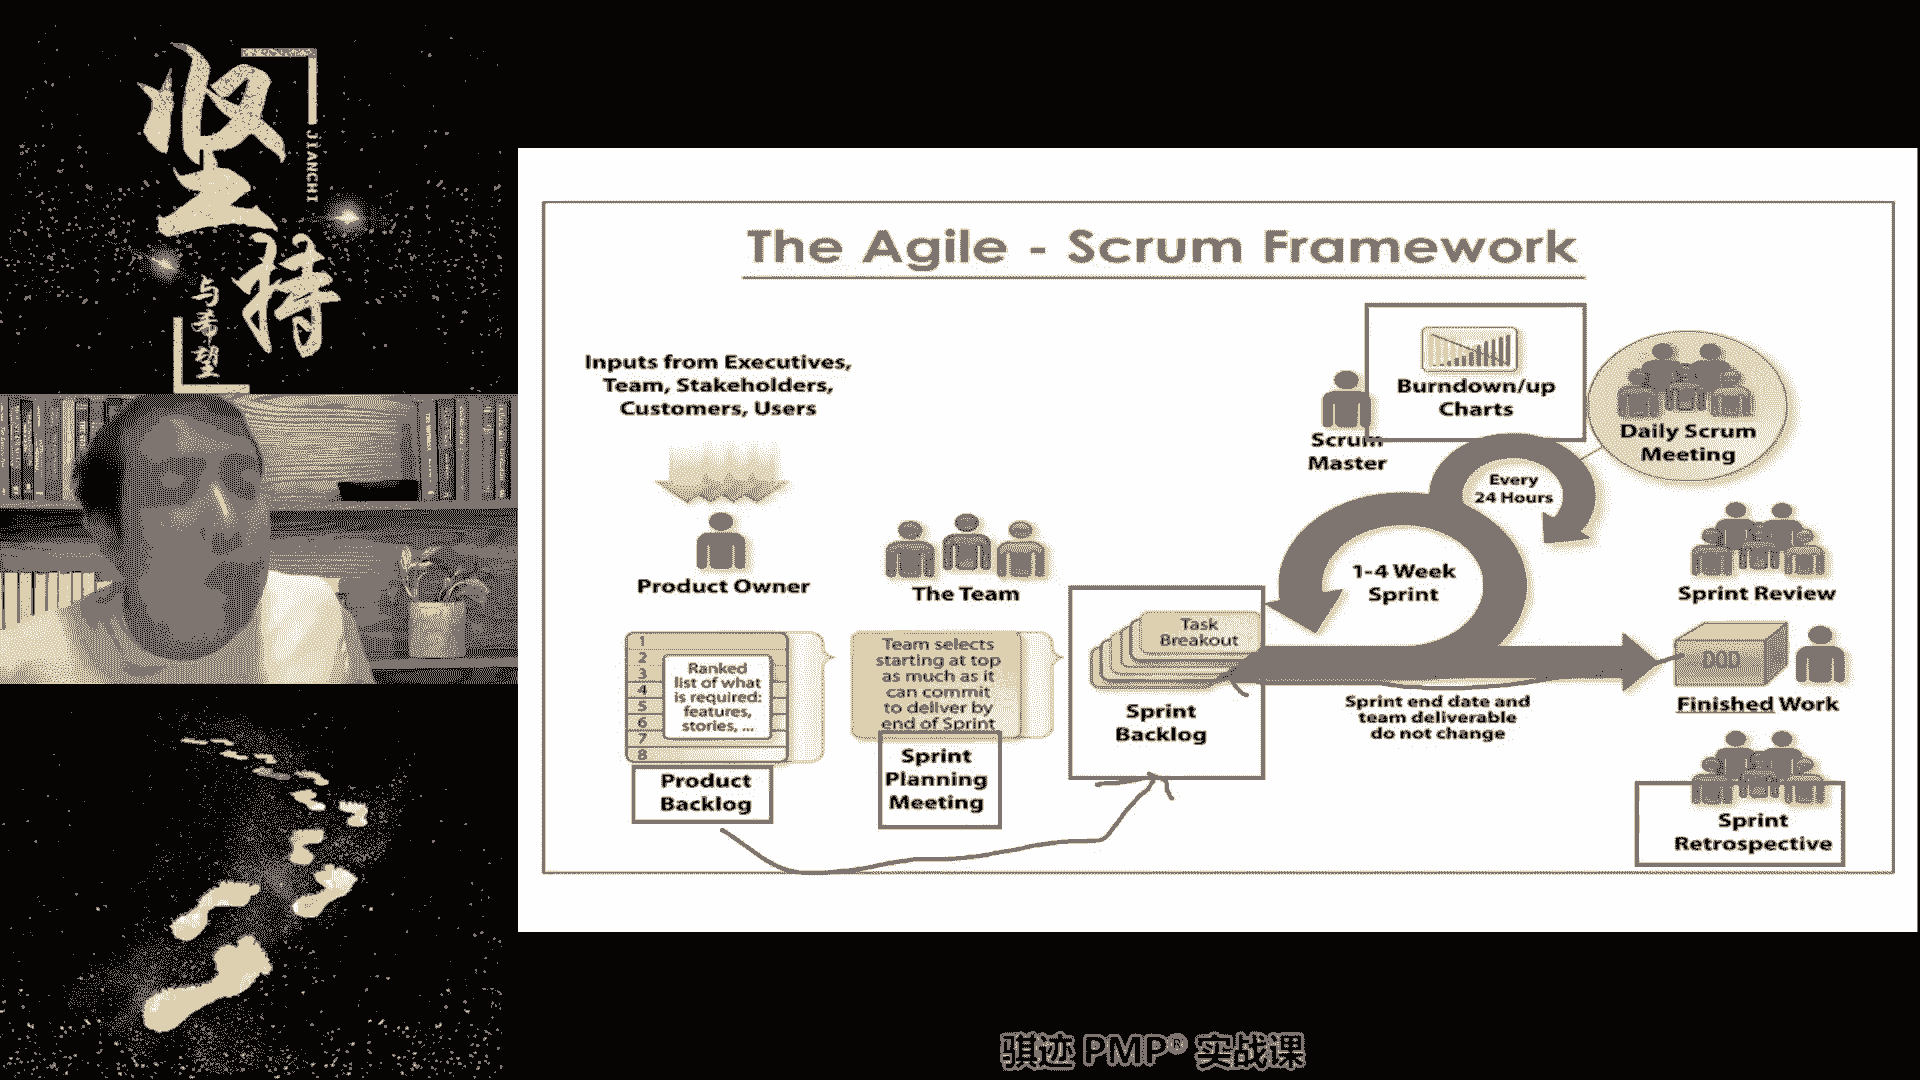 坚持
JIANCHI
与希望
The Agile - Scrum Framework
Inputs from Executives,
Team, Stakeholders,
Customers, Users
Product Owner
The Team
1
2
3
4
5
6
7
8
Ranked
list of what
is required:
features,
stories, ...
Product
Backlog
Team selects
starting at top
as much as it
can commit
to deliver by
end of Sprint
Sprint
Planning
Meeting
Task
Breakout
Sprint
Backlog
Scrum
Master
Burndown/up
Charts
Every
24 Hours
Daily Scrum
Meeting
1-4 Week
Sprint
Sprint end date and
team deliverable
do not change
Sprint Review
DOD
Finished Work
Sprint
Retrospective
骐迹 PMP® 实战课